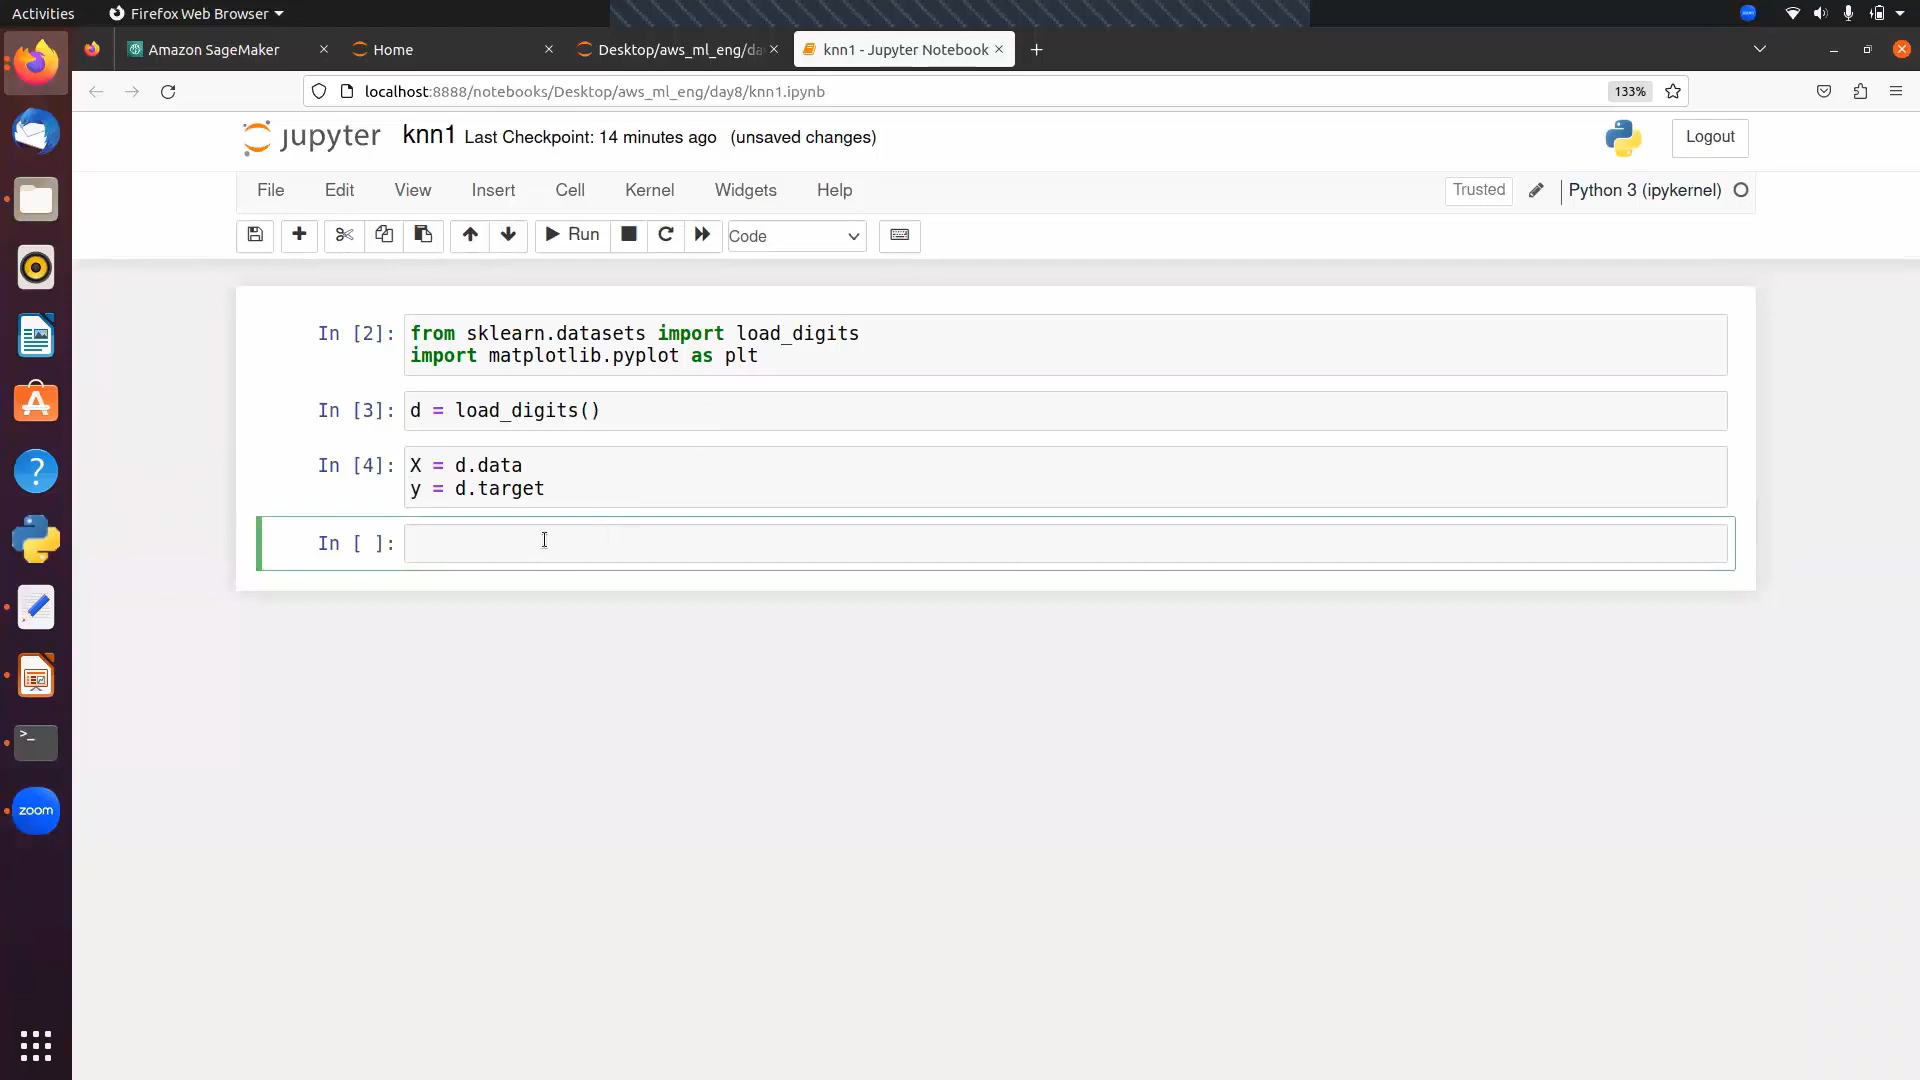 Activities
Firefox Web Browser
Amazon SageMaker
Home
Desktop/aws_ml_eng/da
knn1 - Jupyter Notebook
localhost:8888/notebooks/Desktop/aws_ml_eng/day8/knn1.ipynb
133%
jupyter knn1 Last Checkpoint: 14 minutes ago (unsaved changes)
Logout
File Edit View Insert Cell Kernel Widgets Help
Trusted
Python 3 (ipykernel)
Run
Code
In [2]: from sklearn.datasets import load_digits
import matplotlib.pyplot as plt
In [3]: d = load_digits()
In [4]: X = d.data
y = d.target
In [ ]:
zoom